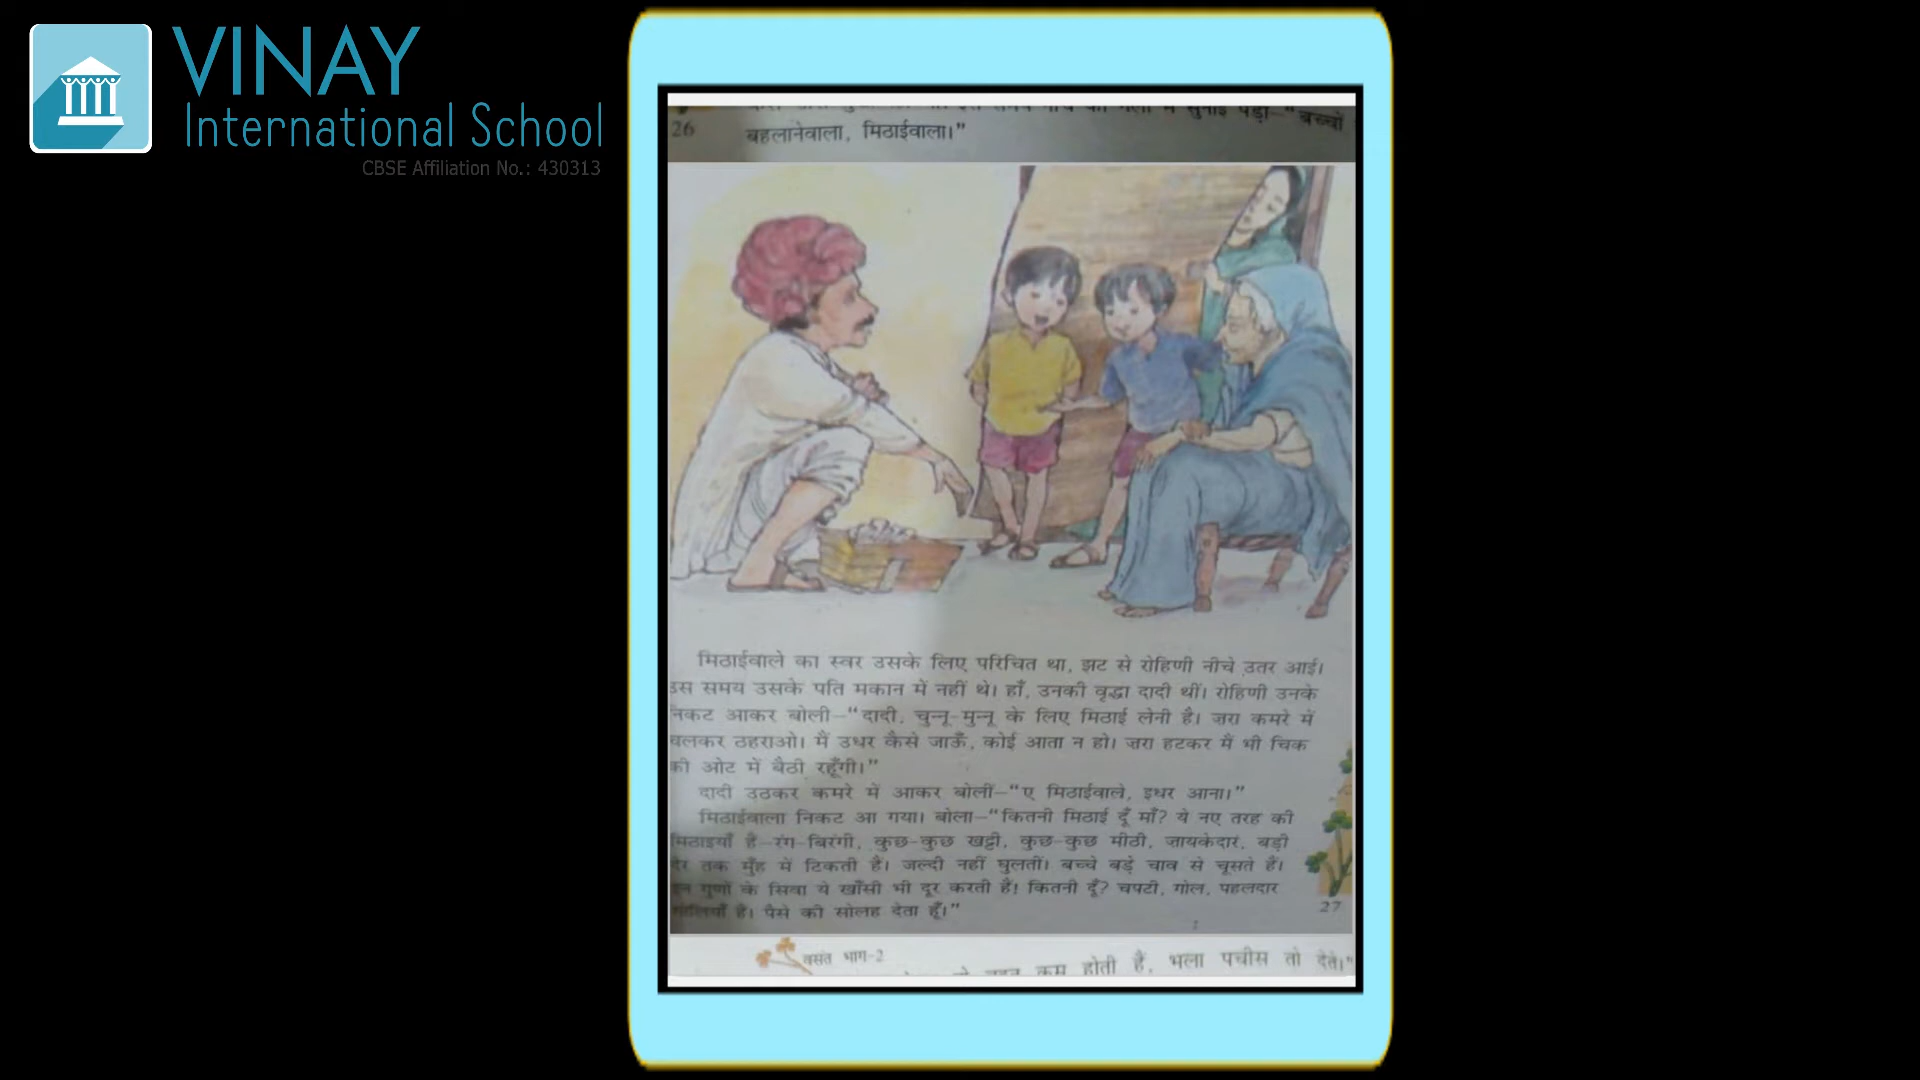 VINAY
International School
CBSE Affiliation No.: 430313
सुनाई पड़ा–"बच्चों
26
बहलानेवाला, मिठाईवाला।"
मिठाईवाले का स्वर उसके लिए परिचित था, झट से रोहिणी नीचे उतर आई।
उस समय उसके पति मकान में नहीं थे। हाँ, उनकी वृद्धा दादी थीं। रोहिणी उनके
निकट आकर बोली–"दादी, चुन्नू-मुन्नू के लिए मिठाई लेनी है। ज़रा कमरे में
चलकर ठहराओ। मैं उधर कैसे जाऊँ, कोई आता न हो। ज़रा हटकर मैं भी चिक
की ओट में बैठी रहूँगी।"
दादी उठकर कमरे में आकर बोलीं–"ए मिठाईवाले, इधर आना।"
मिठाईवाला निकट आ गया। बोला–"कितनी मिठाई दूँ माँ? ये नए तरह की
मिठाइयाँ हैं–रंग-बिरंगी, कुछ-कुछ खट्टी, कुछ-कुछ मीठी, ज़ायकेदार, बड़ी
देर तक मुँह में टिकती हैं। जल्दी नहीं घुलतीं। बच्चे बड़े चाव से चूसते हैं।
इन गुणों के सिवा ये खाँसी भी दूर करती हैं! कितनी दूँ? चपटी, गोल, पहलदार
गोलियाँ हैं। पैसे की सोलह देता हूँ।"
27
वसंत भाग-2
कम होती हैं, भला पचीस तो देते।"